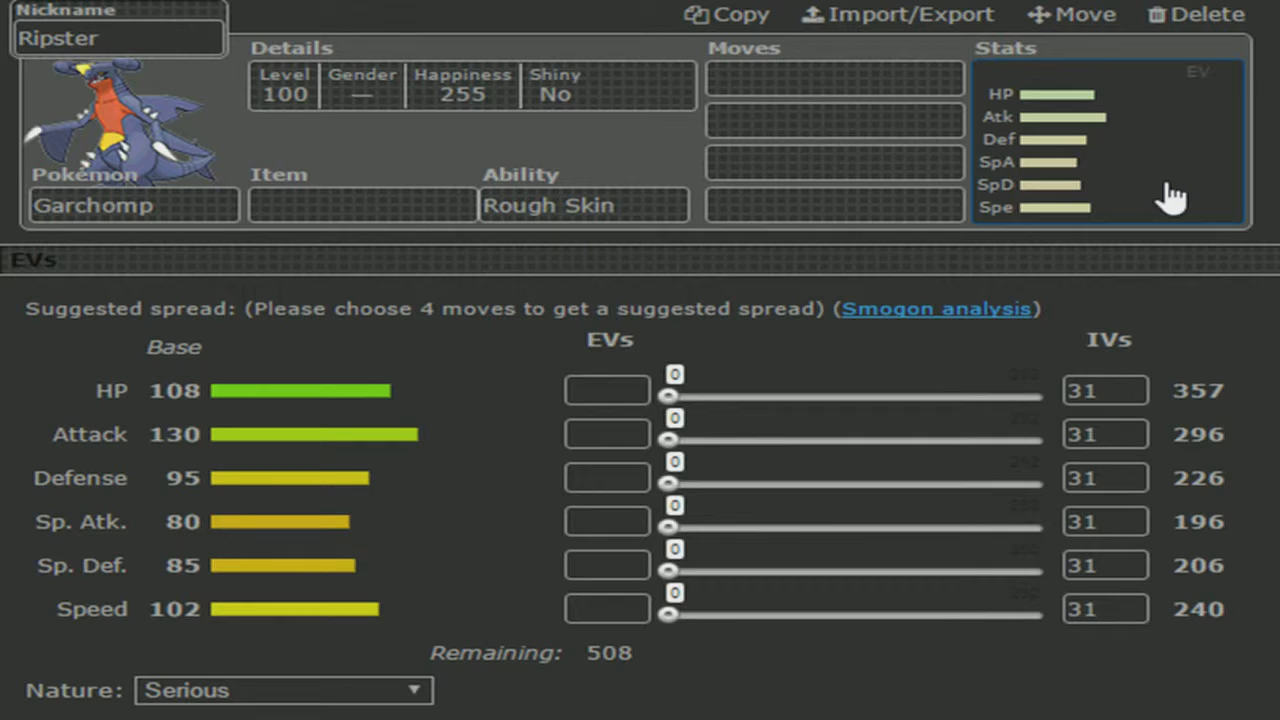 Nickname
Ripster
Copy Import/Export Move Delete
Details
Moves
Stats
Level Gender Happiness Shiny
100 — 255 No
EV
HP
Atk
Def
SpA
SpD
Spe
Pokémon Item Ability
Garchomp Rough Skin
EVs
Suggested spread: (Please choose 4 moves to get a suggested spread) (Smogon analysis)
Base EVs IVs
HP 108 0 31 357
Attack 130 0 31 296
Defense 95 0 31 226
Sp. Atk. 80 0 31 196
Sp. Def. 85 0 31 206
Speed 102 0 31 240
Remaining: 508
Nature: Serious